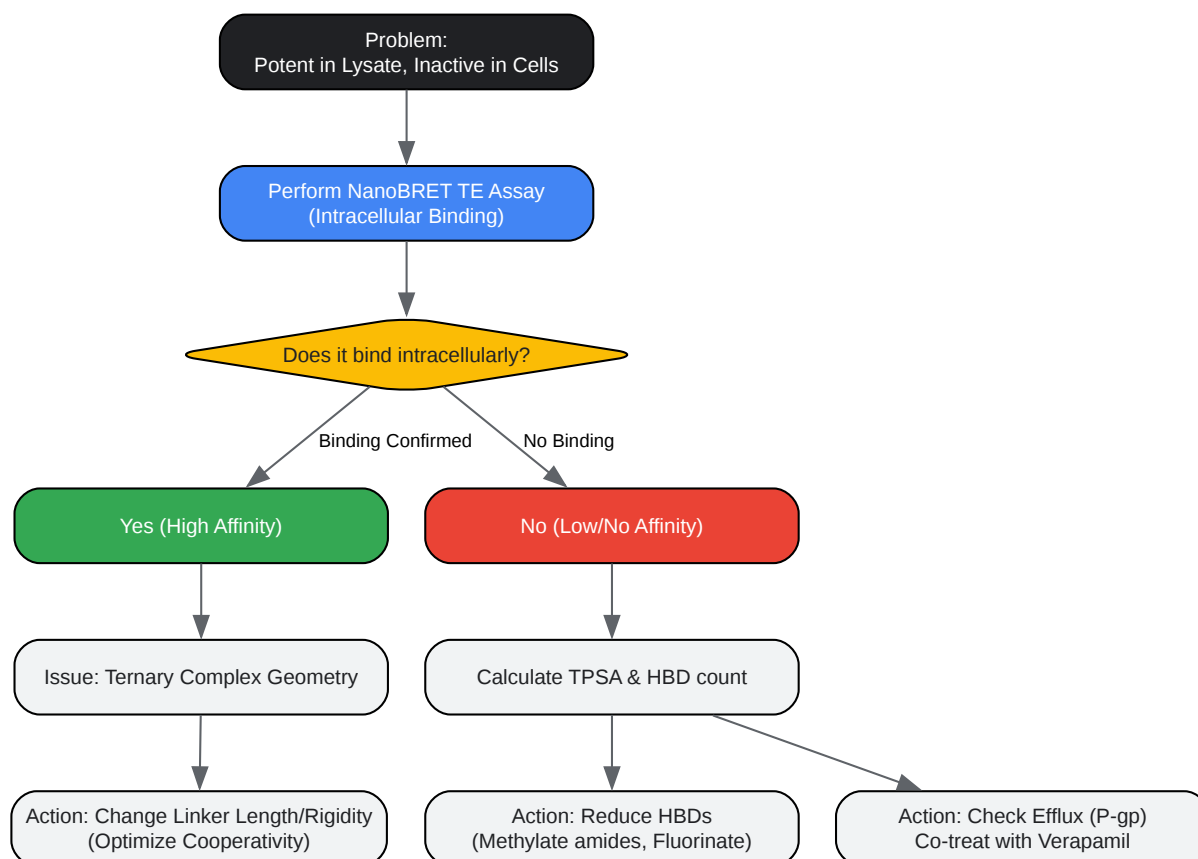 Problem:
Potent in Lysate, Inactive in Cells
Perform NanoBRET TE Assay
(Intracellular Binding)
Does it bind intracellularly?
Binding Confirmed
No Binding
Yes (High Affinity)
No (Low/No Affinity)
Issue: Ternary Complex Geometry
Calculate TPSA & HBD count
Action: Change Linker Length/Rigidity
(Optimize Cooperativity)
Action: Reduce HBDs
(Methylate amides, Fluorinate)
Action: Check Efflux (P-gp)
Co-treat with Verapamil